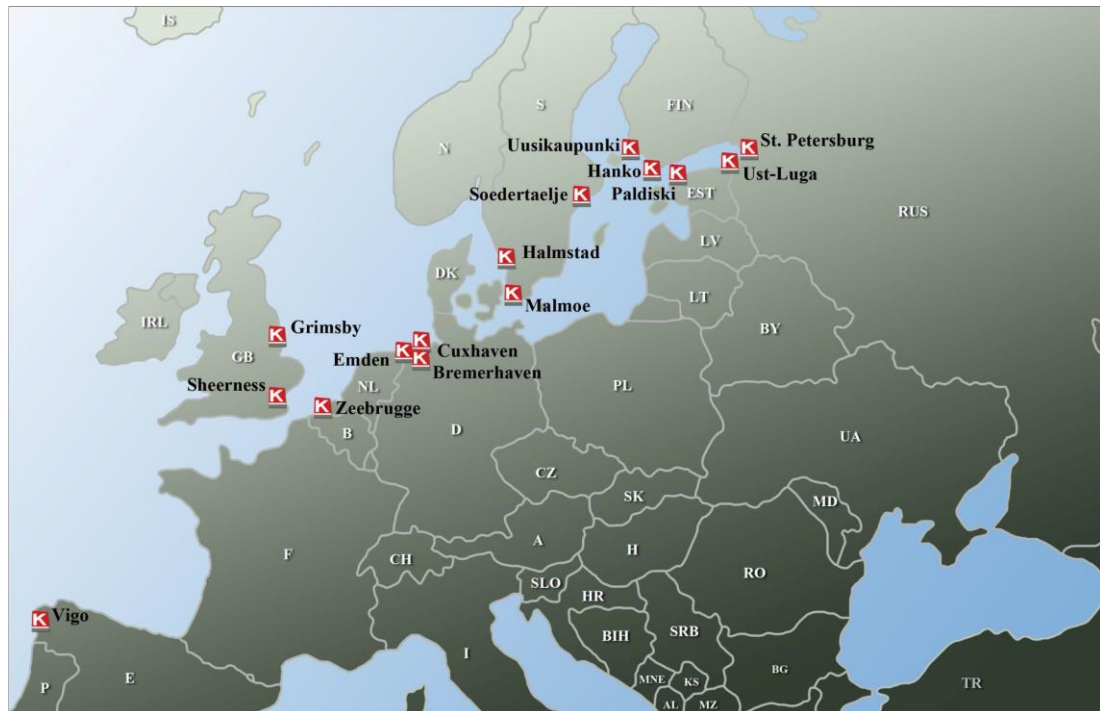 IS
S
FIN
N
Uusikaupunki K
K St. Petersburg
Hanko K
K
K Ust-Luga
Paldiski
EST
Soedertaelje K
RUS
LV
K Halmstad
DK
LT
K Malmoe
IRL
Grimsby
K
BY
GB
K Cuxhaven
Emden K
K Bremerhaven
NL
PL
Sheerness K
K Zeebrugge
B
D
UA
CZ
SK
MD
F
CH
A
H
RO
SLO
HR
K Vigo
BIH
SRB
I
BG
P
E
MNE
KS
TR
AL
MZ